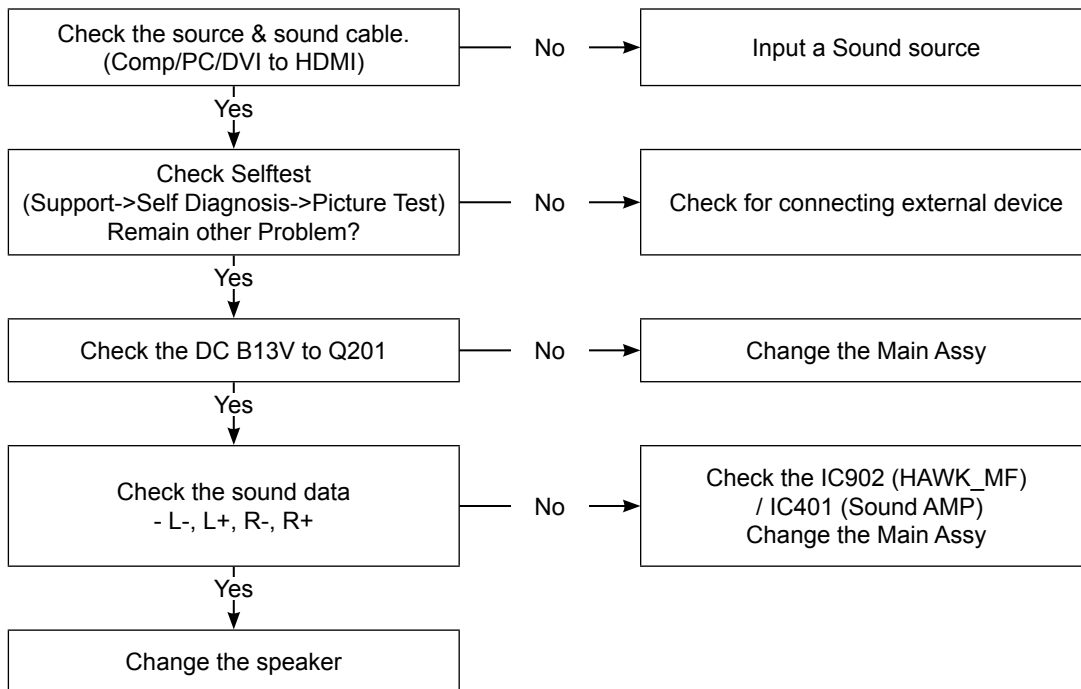 Check the source & sound cable.
(Comp/PC/DVI to HDMI)
No
Input a Sound source
Yes
Check Selftest
(Support->Self Diagnosis->Picture Test)
Remain other Problem?
No
Check for connecting external device
Yes
Check the DC B13V to Q201
No
Change the Main Assy
Yes
Check the sound data
- L-, L+, R-, R+
No
Check the IC902 (HAWK_MF)
/ IC401 (Sound AMP)
Change the Main Assy
Yes
Change the speaker